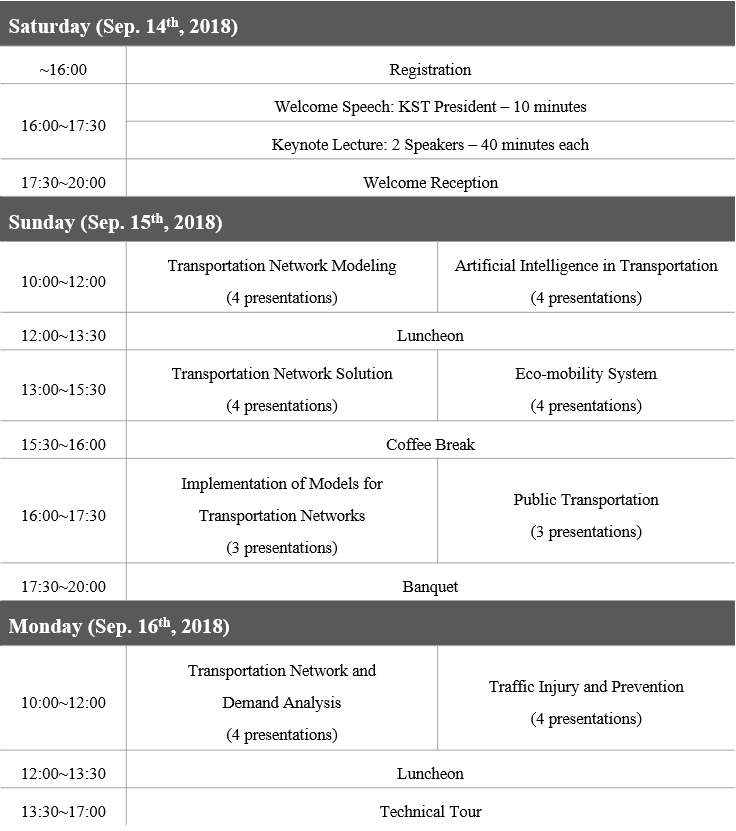 Saturday (Sep. 14th, 2018)
~16:00
Registration
16:00~17:30
Welcome Speech: KST President – 10 minutes
Keynote Lecture: 2 Speakers – 40 minutes each
17:30~20:00
Welcome Reception
Sunday (Sep. 15th, 2018)
10:00~12:00
Transportation Network Modeling
(4 presentations)
Artificial Intelligence in Transportation
(4 presentations)
12:00~13:30
Luncheon
13:00~15:30
Transportation Network Solution
(4 presentations)
Eco-mobility System
(4 presentations)
15:30~16:00
Coffee Break
16:00~17:30
Implementation of Models for
Transportation Networks
(3 presentations)
Public Transportation
(3 presentations)
17:30~20:00
Banquet
Monday (Sep. 16th, 2018)
10:00~12:00
Transportation Network and
Demand Analysis
(4 presentations)
Traffic Injury and Prevention
(4 presentations)
12:00~13:30
Luncheon
13:30~17:00
Technical Tour